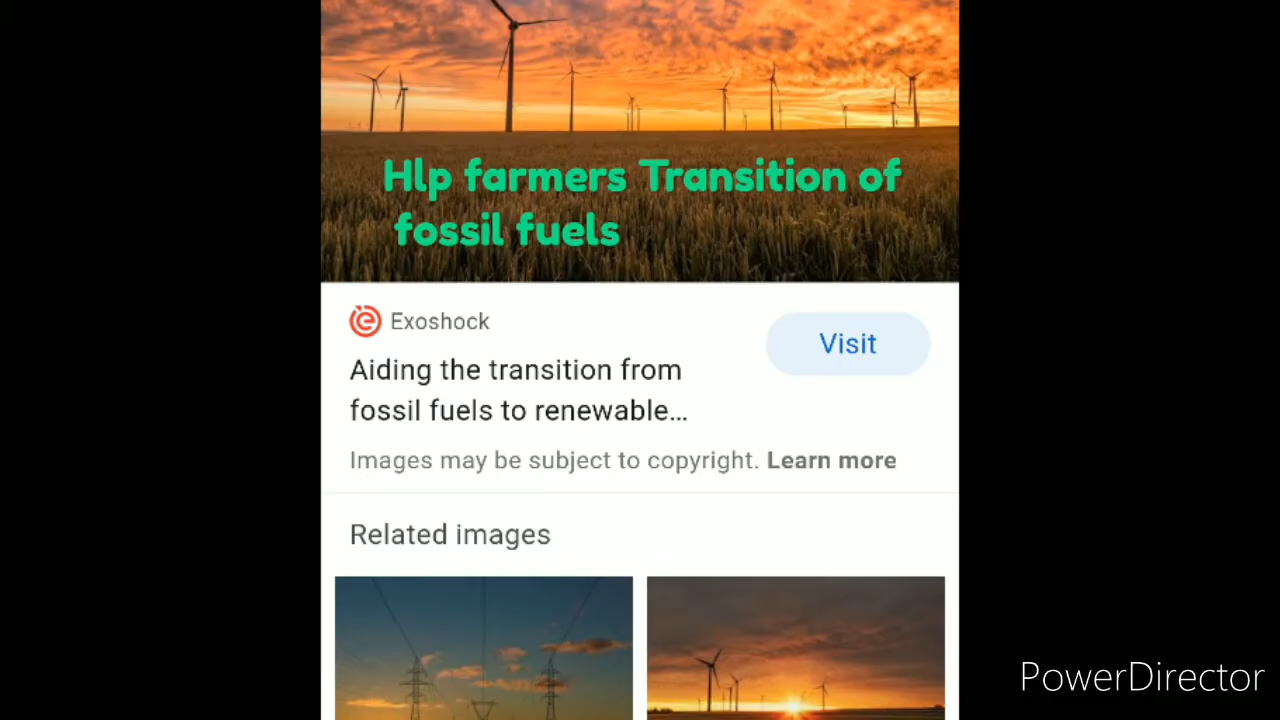 Hlp farmers Transition of
fossil fuels
Exoshock
Visit
Aiding the transition from
fossil fuels to renewable...
Images may be subject to copyright. Learn more
Related images
PowerDirector